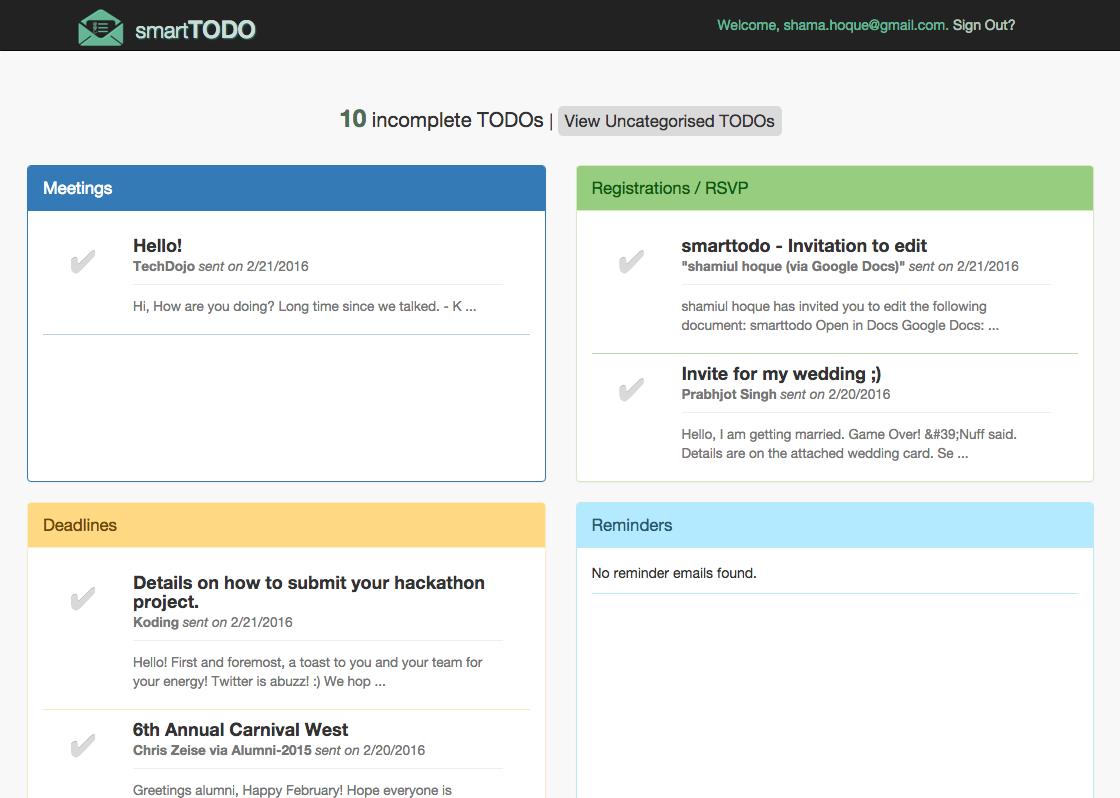 smartTODO
Welcome, shama.hoque@gmail.com. Sign Out?
10 incomplete TODOs | View Uncategorised TODOs
Meetings
Hello!
TechDojo sent on 2/21/2016
Hi, How are you doing? Long time since we talked. - K ...
Registrations / RSVP
smarttodo - Invitation to edit
"shamiul hoque (via Google Docs)" sent on 2/21/2016
shamiul hoque has invited you to edit the following
document: smarttodo Open in Docs Google Docs: ...
Invite for my wedding ;)
Prabhjot Singh sent on 2/20/2016
Hello, I am getting married. Game Over! &#39;Nuff said.
Details are on the attached wedding card. Se ...
Deadlines
Details on how to submit your hackathon
project.
Koding sent on 2/21/2016
Hello! First and foremost, a toast to you and your team for
your energy! Twitter is abuzz! :) We hop ...
6th Annual Carnival West
Chris Zeise via Alumni-2015 sent on 2/20/2016
Greetings alumni, Happy February! Hope everyone is
Reminders
No reminder emails found.